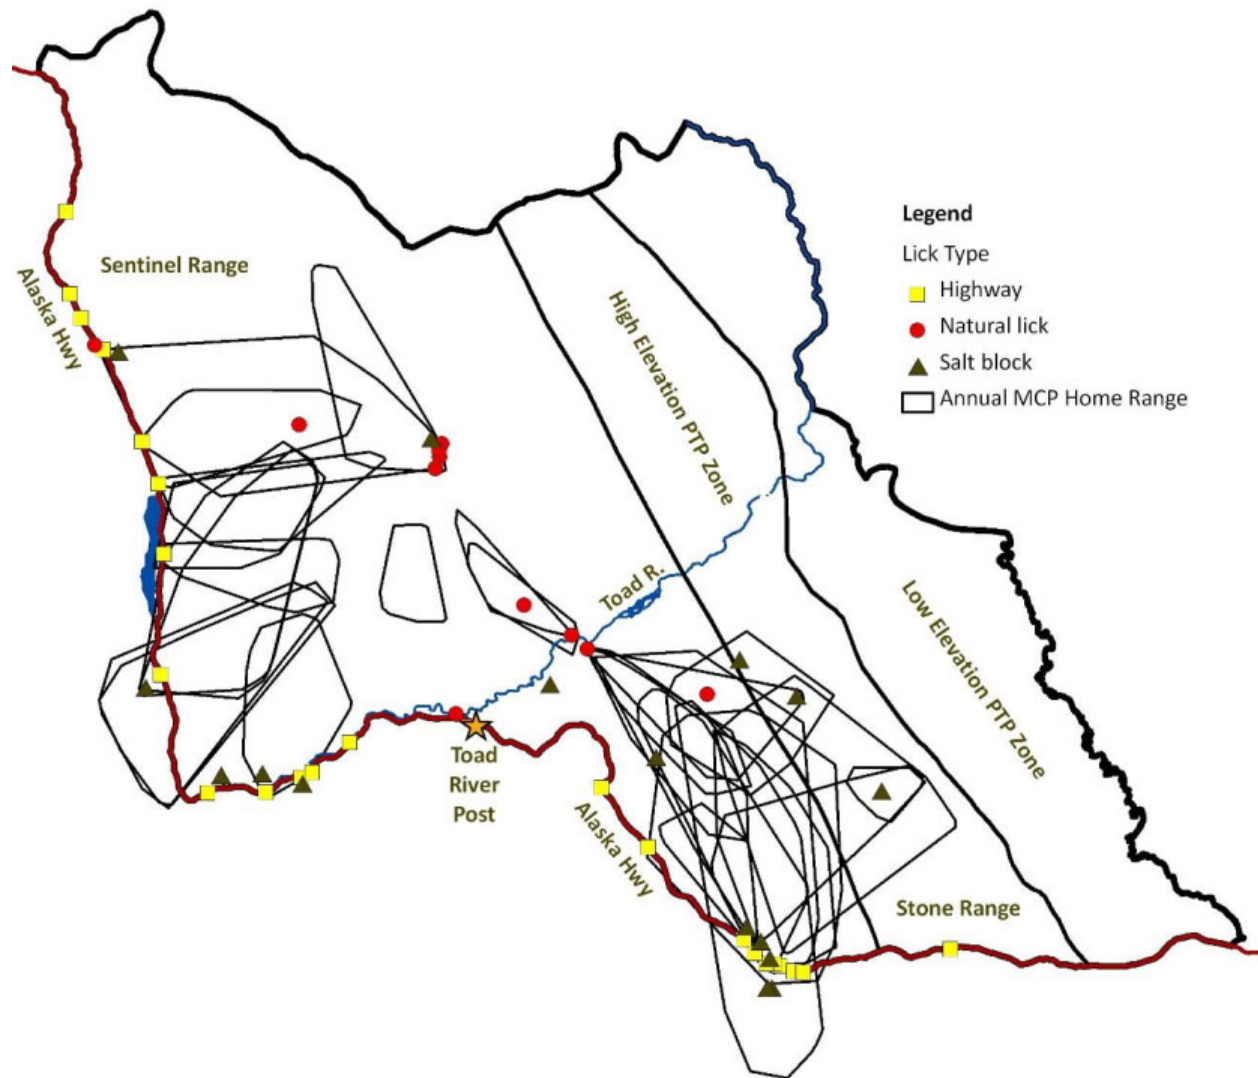 Legend
Lick Type
Highway
Natural lick
Salt block
Annual MCP Home Range
Sentinel Range
Alaska Hwy
High Elevation PTP Zone
Toad R.
Low Elevation PTP Zone
Toad
River
Post
Alaska Hwy
Stone Range